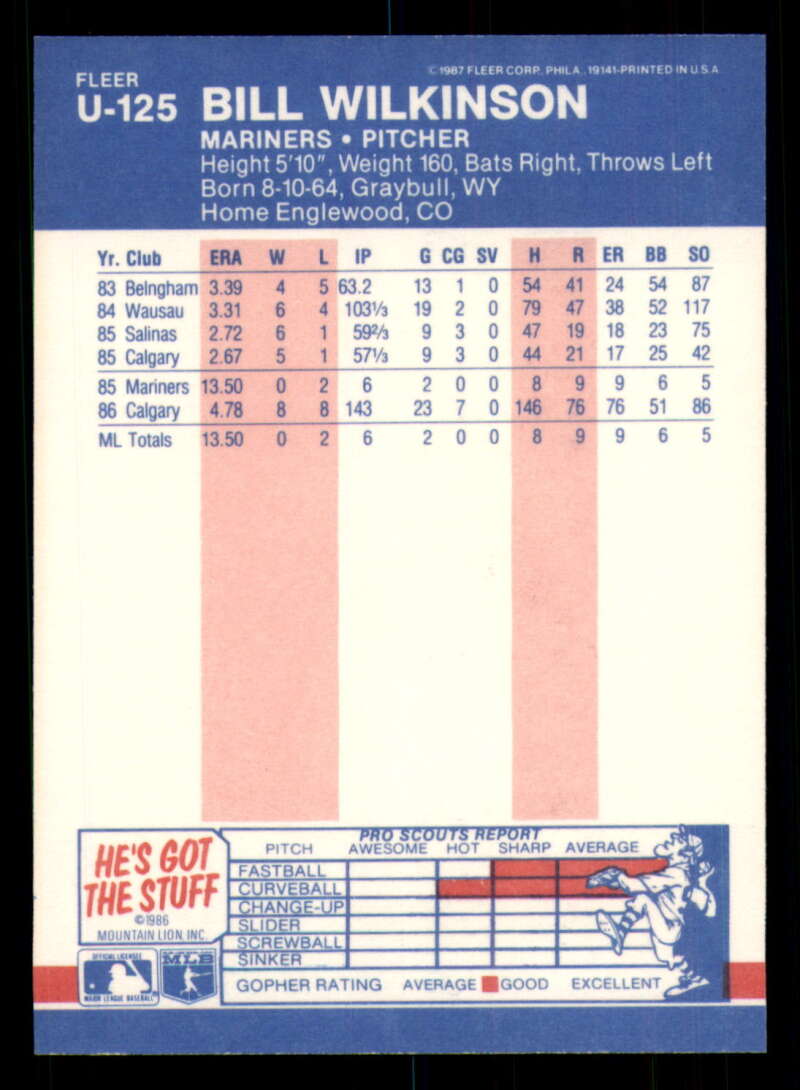 FLEER
©1987 FLEER CORP. PHILA., 19141-PRINTED IN U.S.A
U-125 BILL WILKINSON
MARINERS • PITCHER
Height 5'10", Weight 160, Bats Right, Throws Left
Born 8-10-64, Graybull, WY
Home Englewood, CO
Yr. Club ERA W L IP G CG SV H R ER BB SO
83 Belngham 3.39 4 5 63.2 13 1 0 54 41 24 54 87
84 Wausau 3.31 6 4 103⅓ 19 2 0 79 47 38 52 117
85 Salinas 2.72 6 1 59⅔ 9 3 0 47 19 18 23 75
85 Calgary 2.67 5 1 57⅓ 9 3 0 44 21 17 25 42
85 Mariners 13.50 0 2 6 2 0 0 8 9 9 6 5
86 Calgary 4.78 8 8 143 23 7 0 146 76 76 51 86
ML Totals 13.50 0 2 6 2 0 0 8 9 9 6 5
HE'S GOT
THE STUFF
©1986
MOUNTAIN LION, INC.
PRO SCOUTS REPORT
PITCH AWESOME HOT SHARP AVERAGE
FASTBALL
CURVEBALL
CHANGE-UP
SLIDER
SCREWBALL
SINKER
GOPHER RATING AVERAGE GOOD EXCELLENT
OFFICIAL LICENSEE
MAJOR LEAGUE BASEBALL
MLB